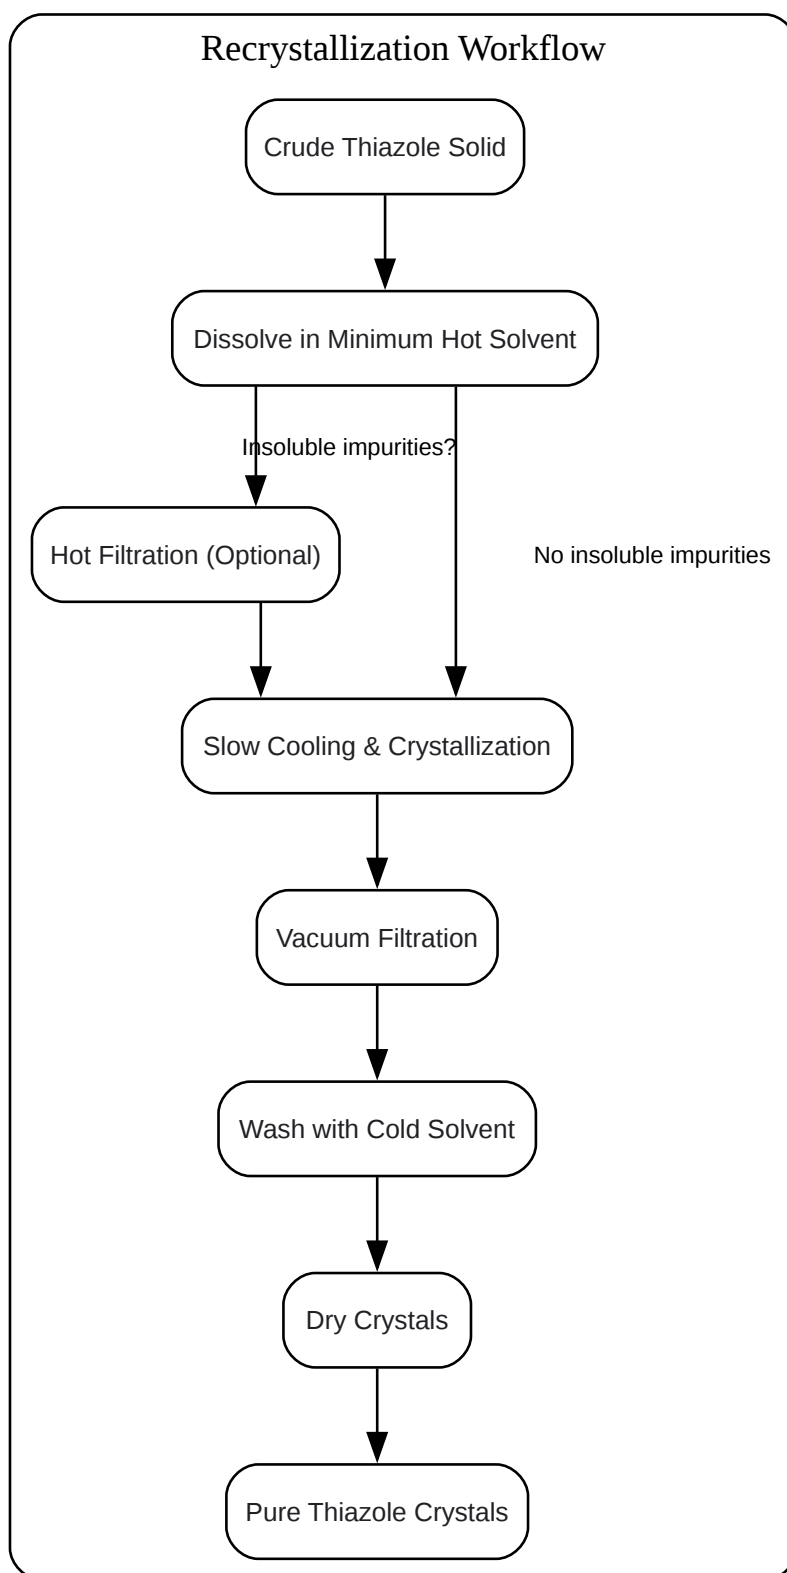 Recrystallization Workflow
Crude Thiazole Solid
Dissolve in Minimum Hot Solvent
Insoluble impurities?
Hot Filtration (Optional)
No insoluble impurities
Slow Cooling & Crystallization
Vacuum Filtration
Wash with Cold Solvent
Dry Crystals
Pure Thiazole Crystals